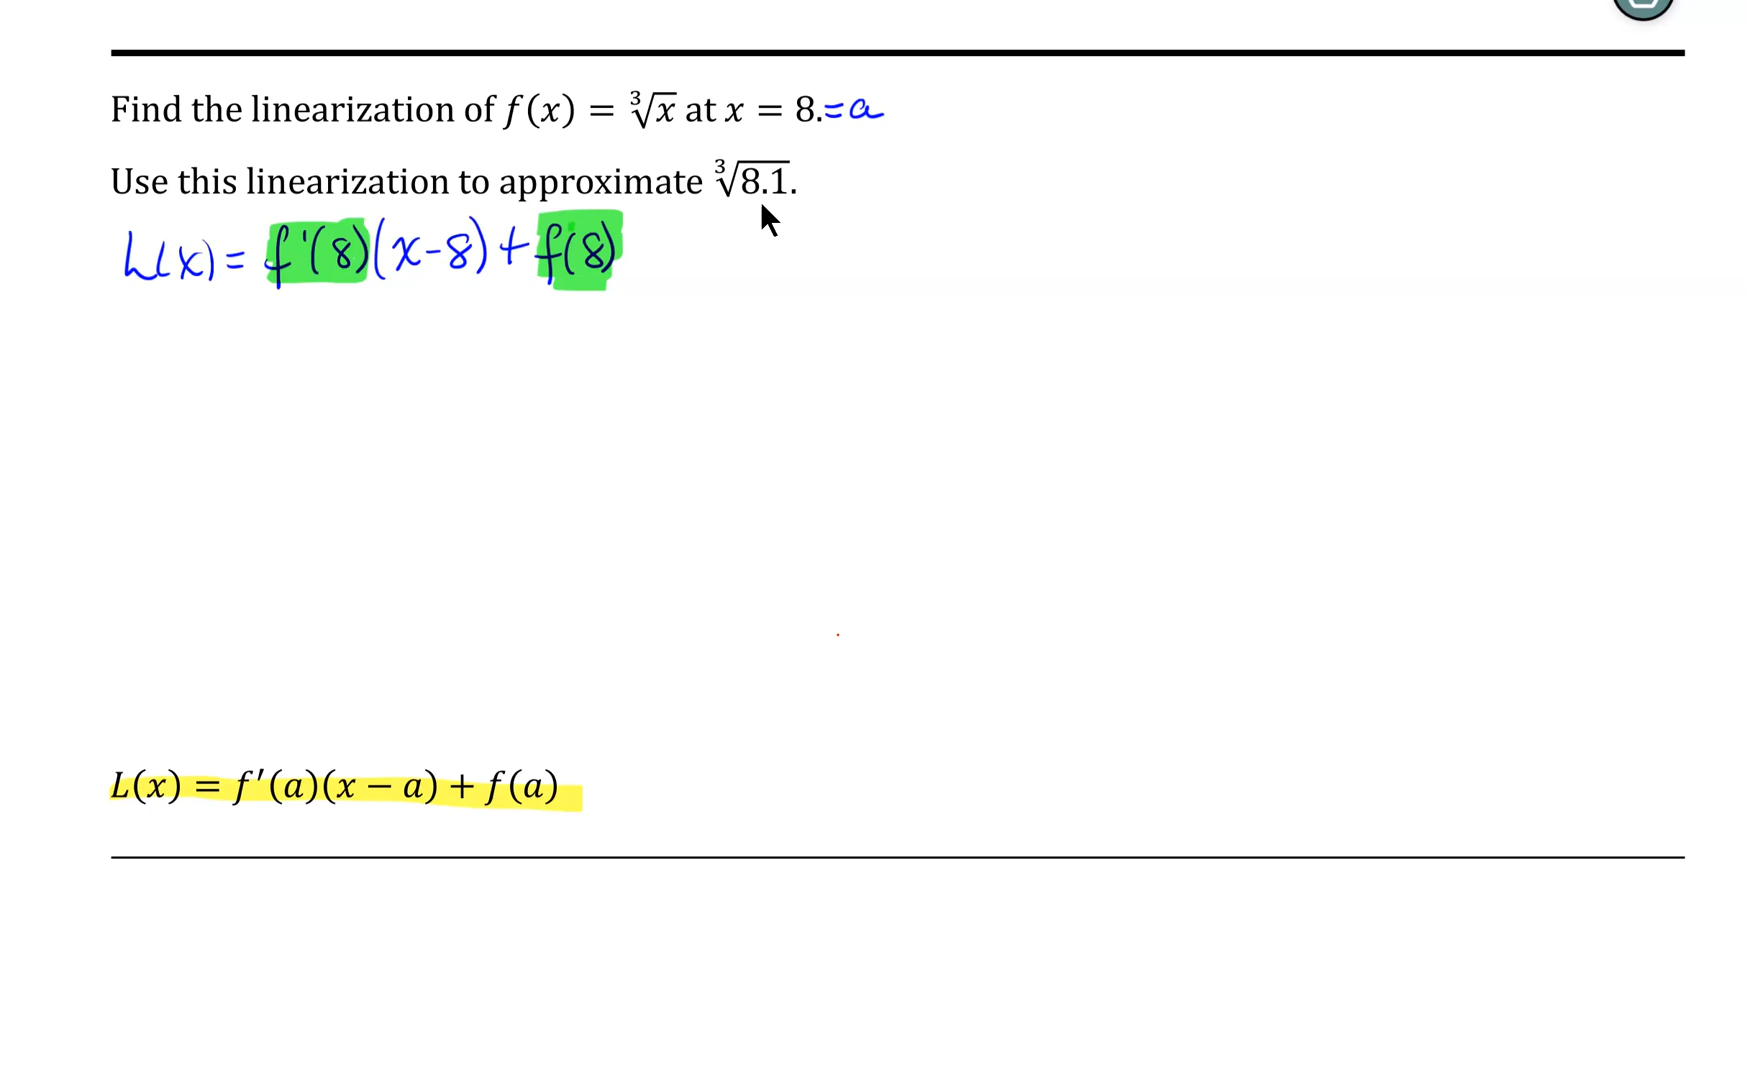 Find the linearization of f(x) = ∛x at x = 8.=a
Use this linearization to approximate ∛8.1.
L(x) = f'(8)(x-8)+f(8)
L(x) = f′(a)(x − a) + f(a)